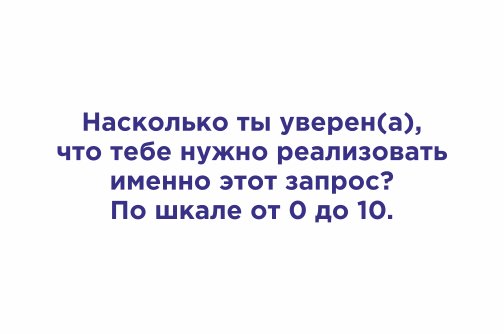 Насколько ты уверен(а),
что тебе нужно реализовать
именно этот запрос?
По шкале от 0 до 10.